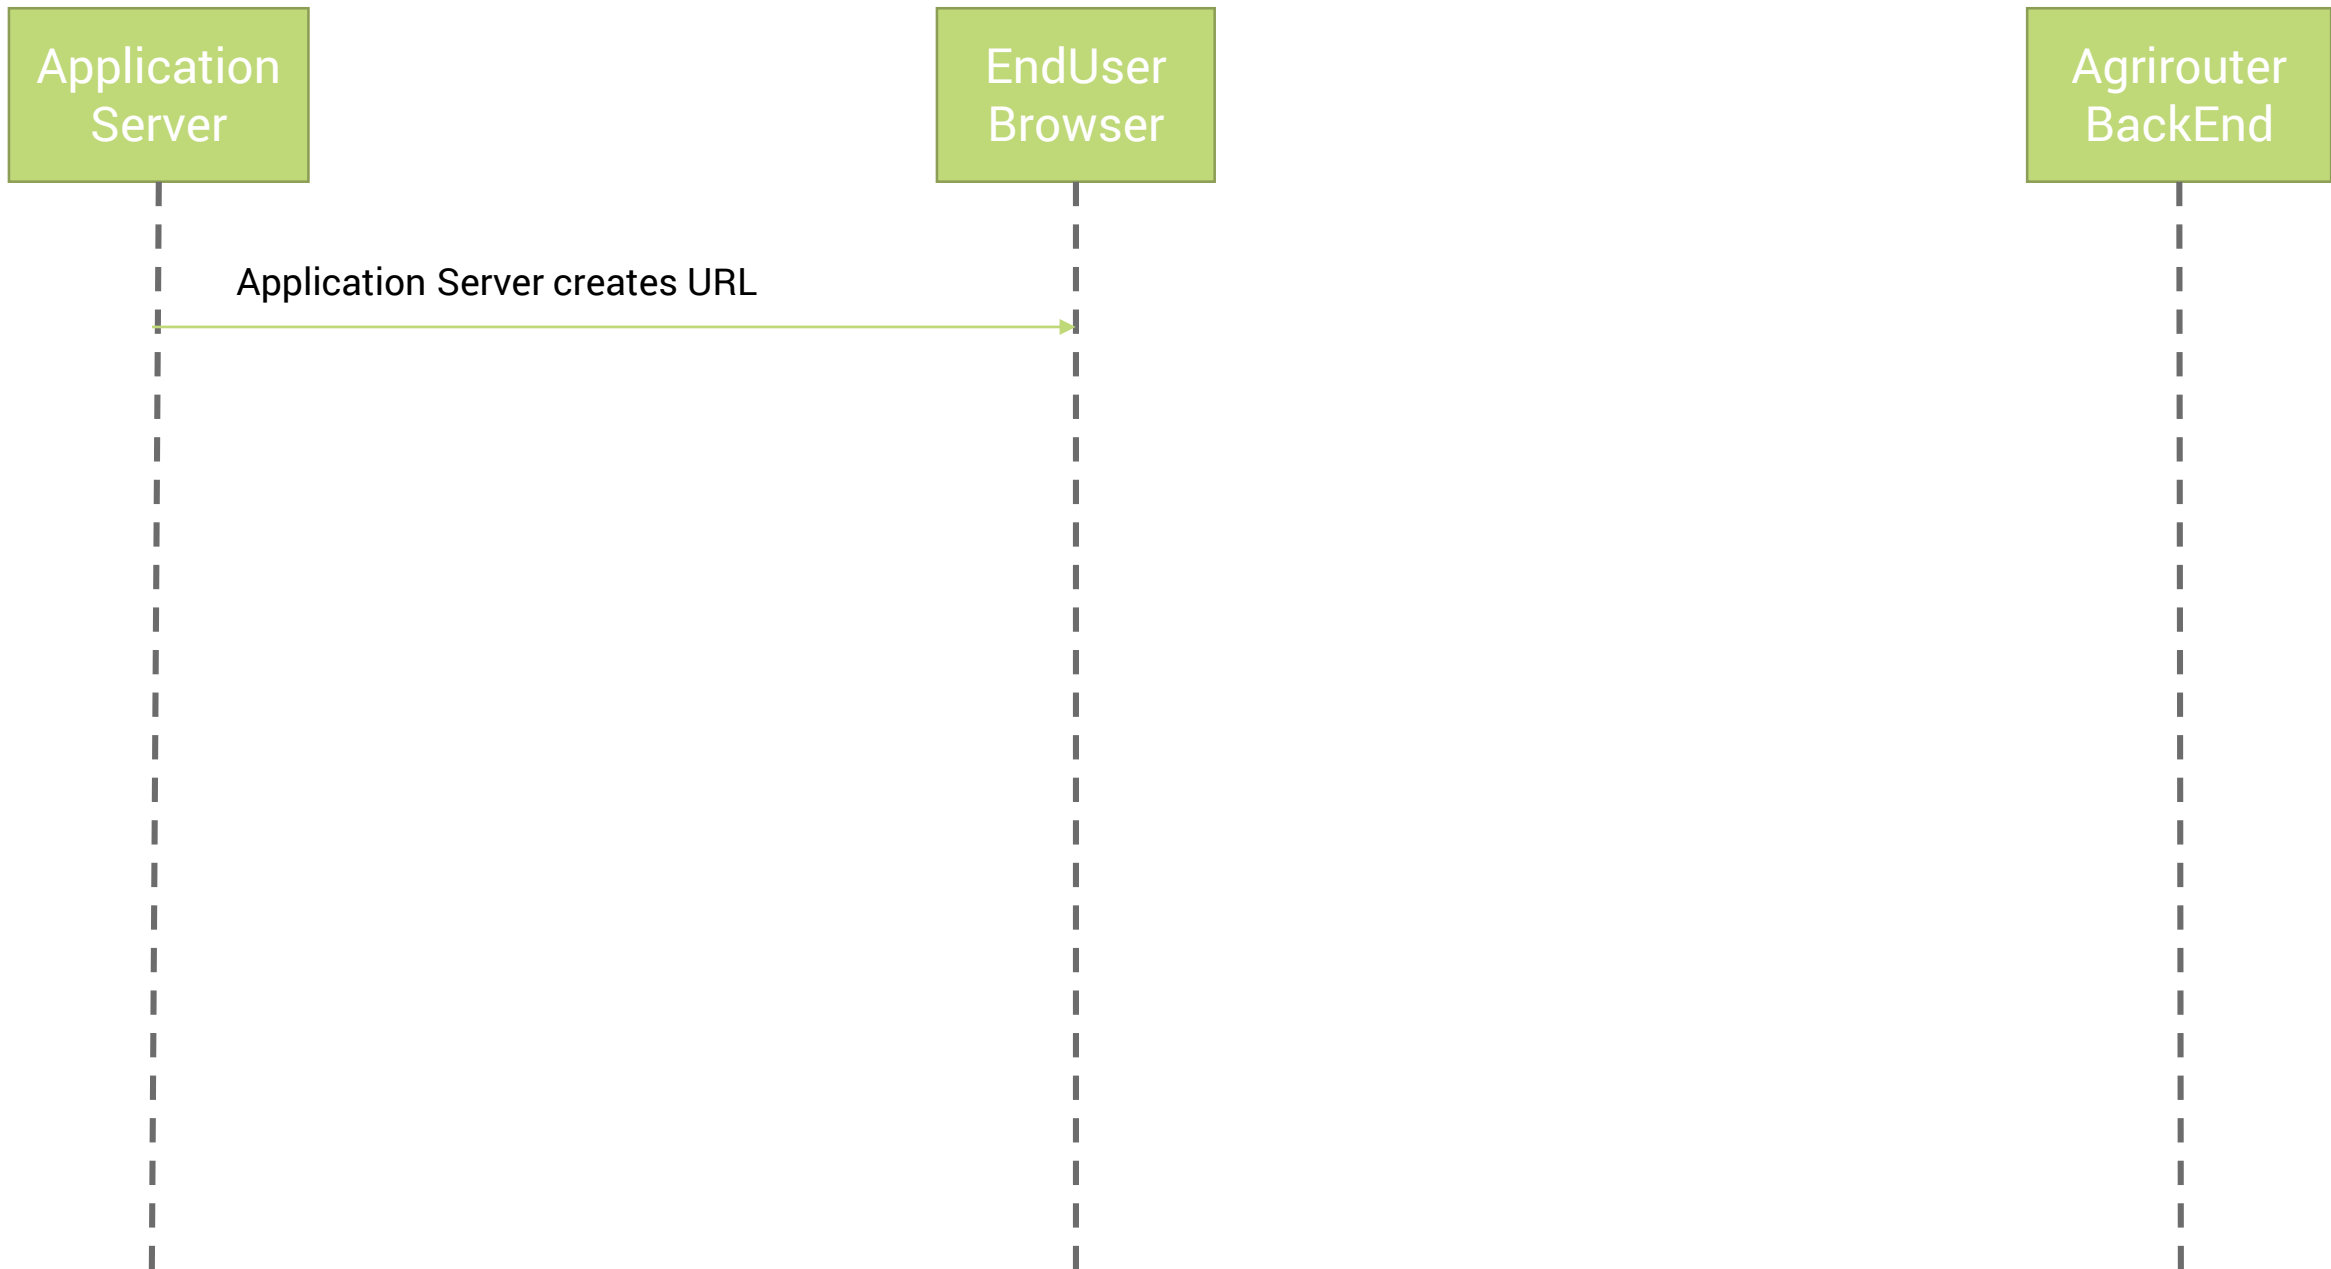 Application
Server
EndUser
Browser
Agrirouter
BackEnd
Application Server creates URL